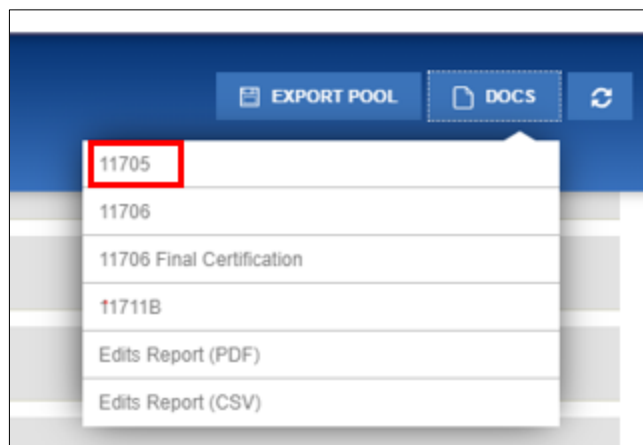 EXPORT POOL DOCS
11705
11706
11706 Final Certification
11711B
Edits Report (PDF)
Edits Report (CSV)